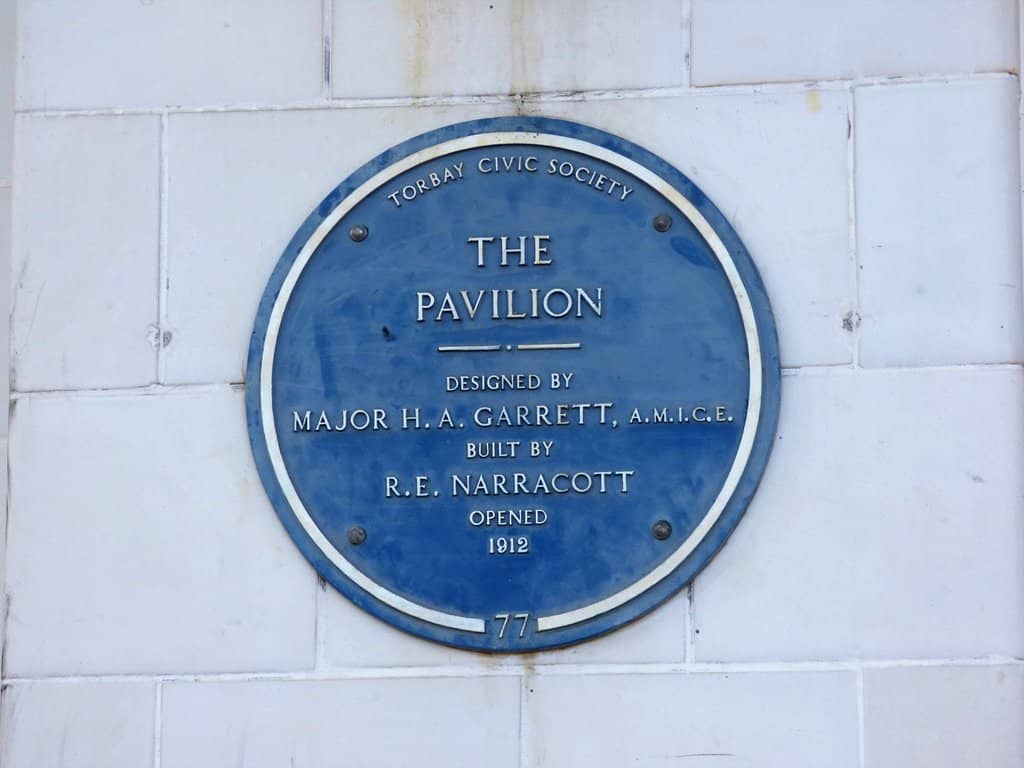 TORBAY CIVIC SOCIETY
THE
PAVILION
DESIGNED BY
MAJOR H. A. GARRETT, A.M.I.C.E.
BUILT BY
R.E. NARRACOTT
OPENED
1912
77